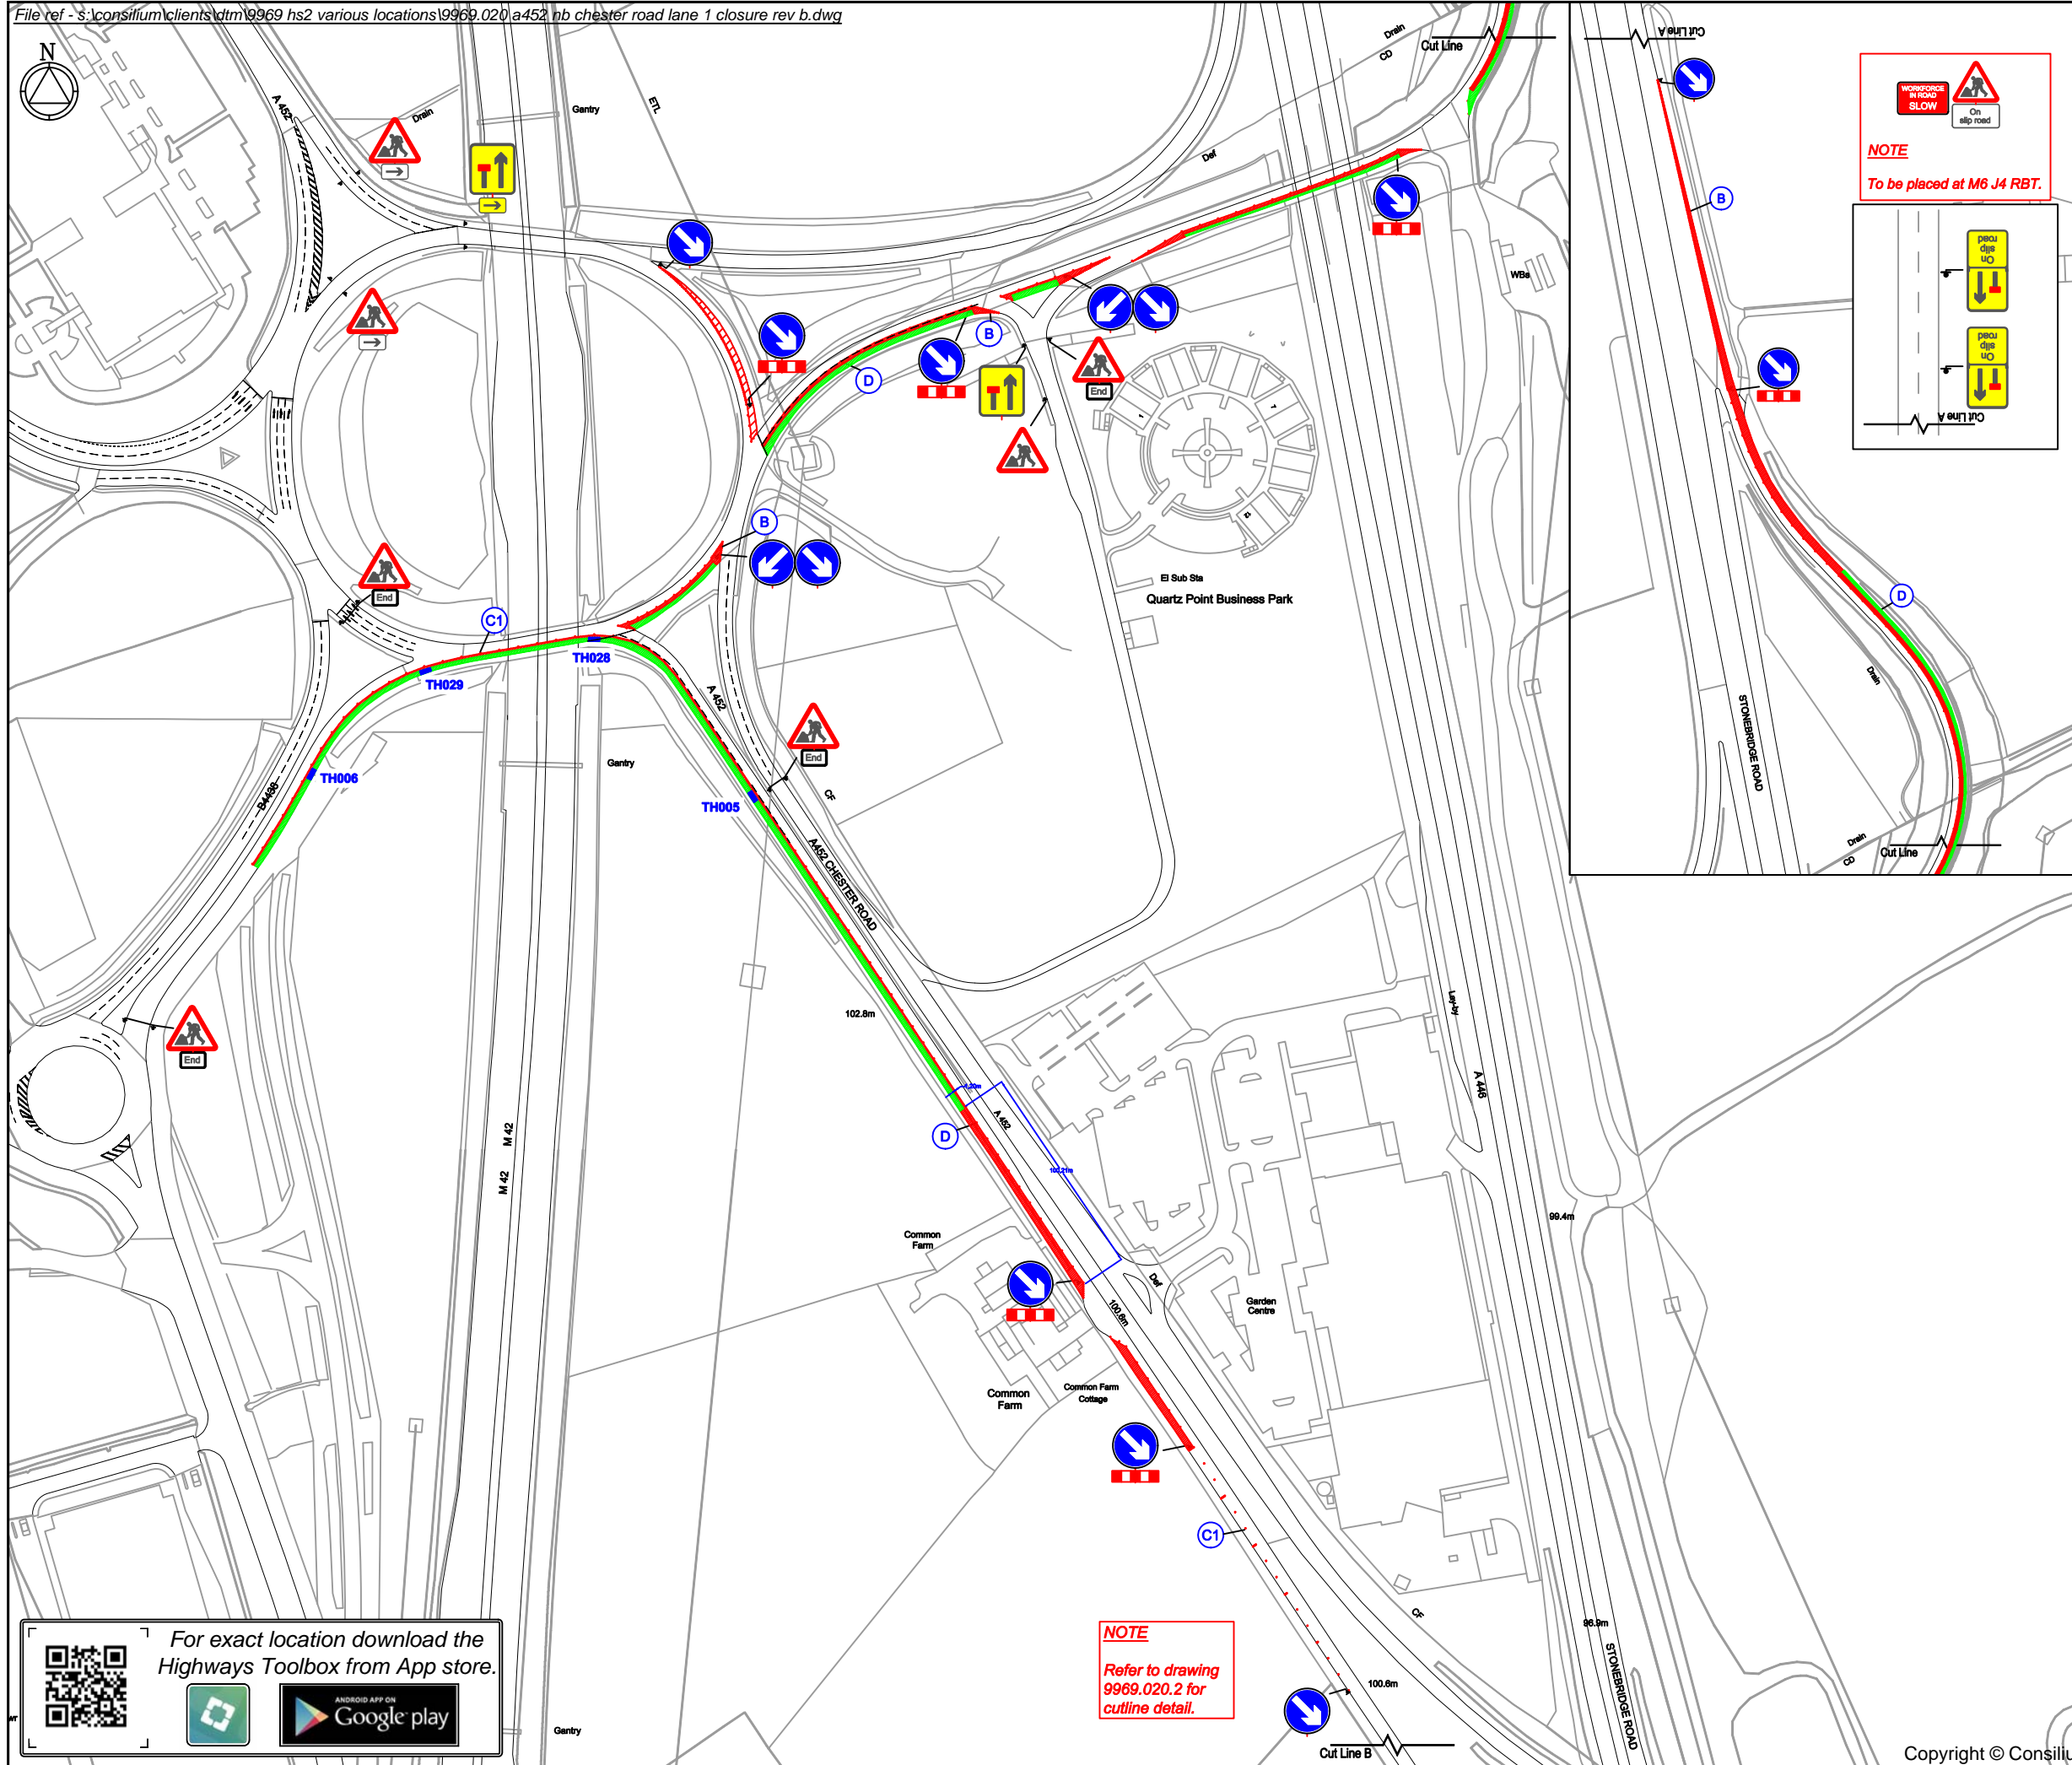 File ref - s:\consilium\clients\dtm\9969 hs2 various locations\9969.020 a452 nb chester road lane 1 closure rev b.dwg
N
A 452
Drain
Gantry
ETL
Drain
CD
Cut Line
Def
WBs
B
D
End
B
El Sub Sta
Quartz Point Business Park
End
C1
TH028
TH029
TH006
B4436
TH005
A 452
End
Gantry
CF
A452 CHESTER ROAD
End
102.8m
M 42
M 42
D
A 452
Lay-by
A 446
99.4m
Common
Farm
Def
100.6m
Garden
Centre
Common
Farm
Common Farm
Cottage
C1
CF
96.9m
STONEBRIDGE ROAD
100.6m
Cut Line B
NOTE
Refer to drawing
9969.020.2 for
cutline detail.
For exact location download the
Highways Toolbox from App store.
ANDROID APP ON
Google play
Gantry
Cut Line A
B
D
STONEBRIDGE ROAD
Drain
Drain
CD
Cut Line
WORKFORCE
IN ROAD
SLOW
On
slip road
NOTE
To be placed at M6 J4 RBT.
On
slip
road
On
slip
road
Cut Line A
Copyright © Consiliu